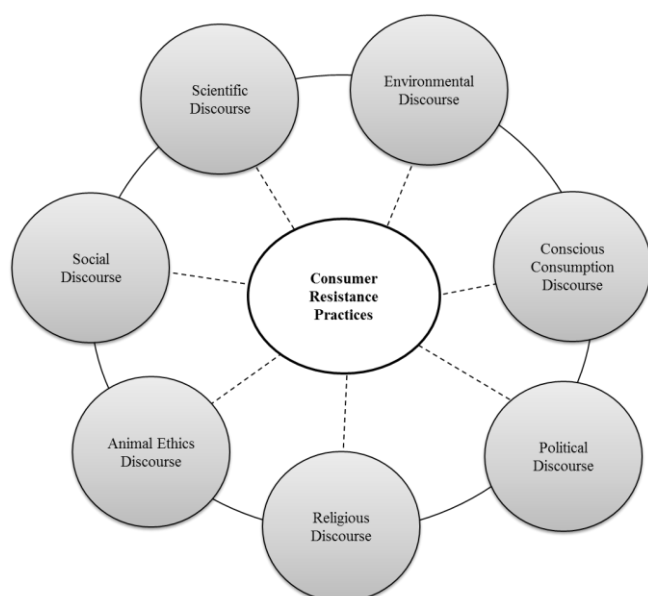 Scientific
Discourse
Environmental
Discourse
Social
Discourse
Consumer
Resistance
Practices
Conscious
Consumption
Discourse
Animal Ethics
Discourse
Political
Discourse
Religious
Discourse